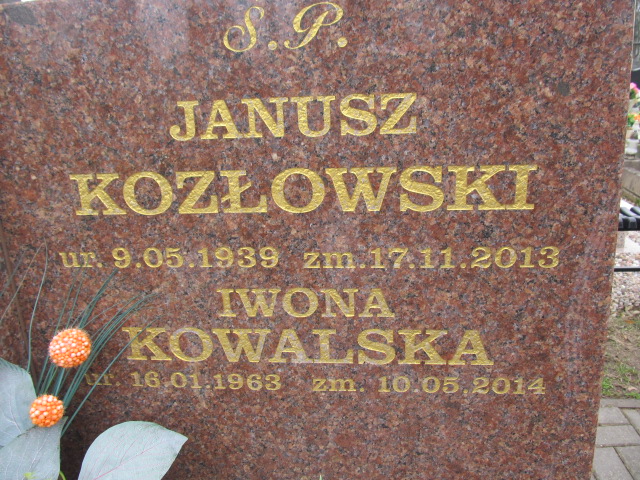 Ś.P.
JANUSZ
KOZŁOWSKI
ur. 9.05.1939 zm.17.11.2013
IWONA
KOWALSKA
ur. 16.01.1963 zm. 10.05.2014